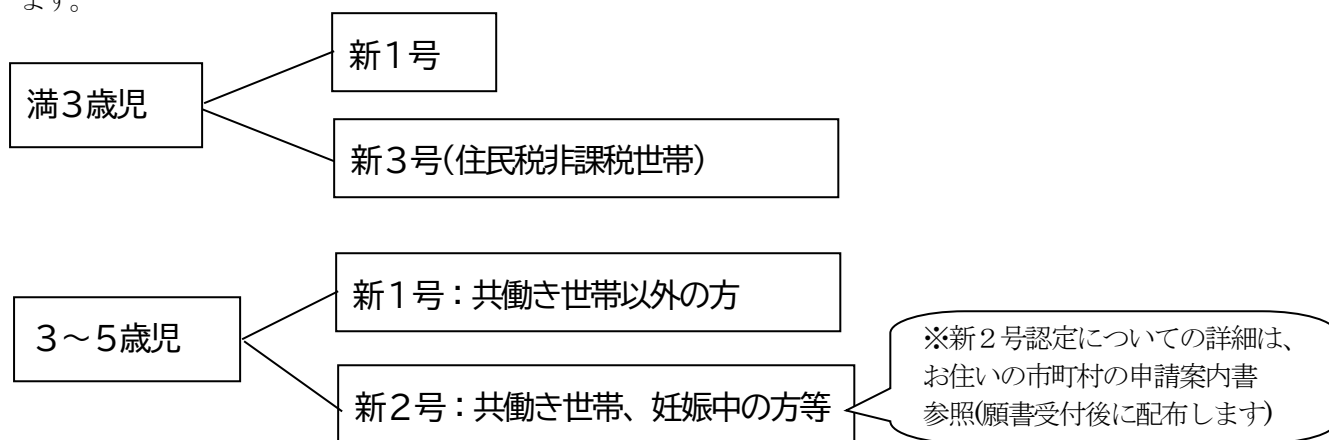 ます。
新1号
満3歳児
新3号(住民税非課税世帯)
新1号：共働き世帯以外の方
3～5歳児
新2号：共働き世帯、妊娠中の方等
※新2号認定についての詳細は、
お住いの市町村の申請案内書
参照(願書受付後に配布します)